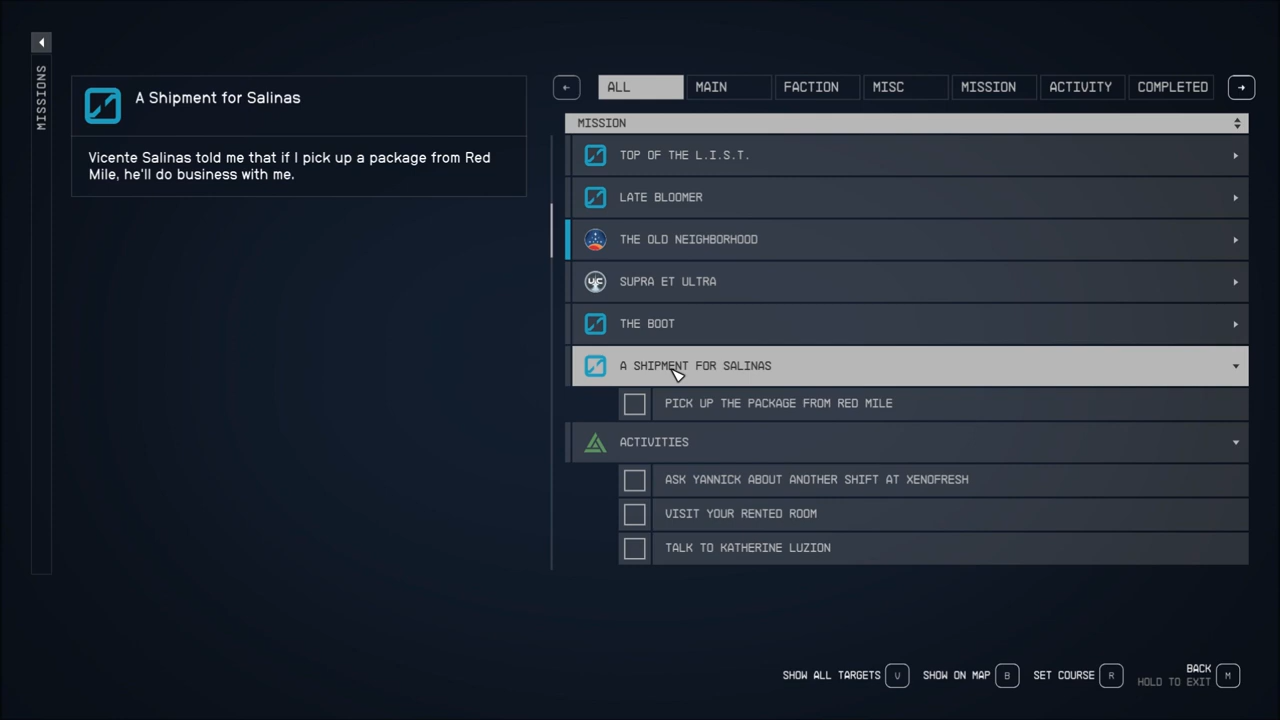 MISSIONS
A Shipment for Salinas
Vicente Salinas told me that if I pick up a package from Red
Mile, he'll do business with me.
ALL
MAIN
FACTION
MISC
MISSION
ACTIVITY
COMPLETED
MISSION
TOP OF THE L.I.S.T.
LATE BLOOMER
THE OLD NEIGHBORHOOD
UC
SUPRA ET ULTRA
THE BOOT
A SHIPMENT FOR SALINAS
PICK UP THE PACKAGE FROM RED MILE
ACTIVITIES
ASK YANNICK ABOUT ANOTHER SHIFT AT XENOFRESH
VISIT YOUR RENTED ROOM
TALK TO KATHERINE LUZION
SHOW ALL TARGETS V
SHOW ON MAP B
SET COURSE R
BACK
HOLD TO EXIT
M